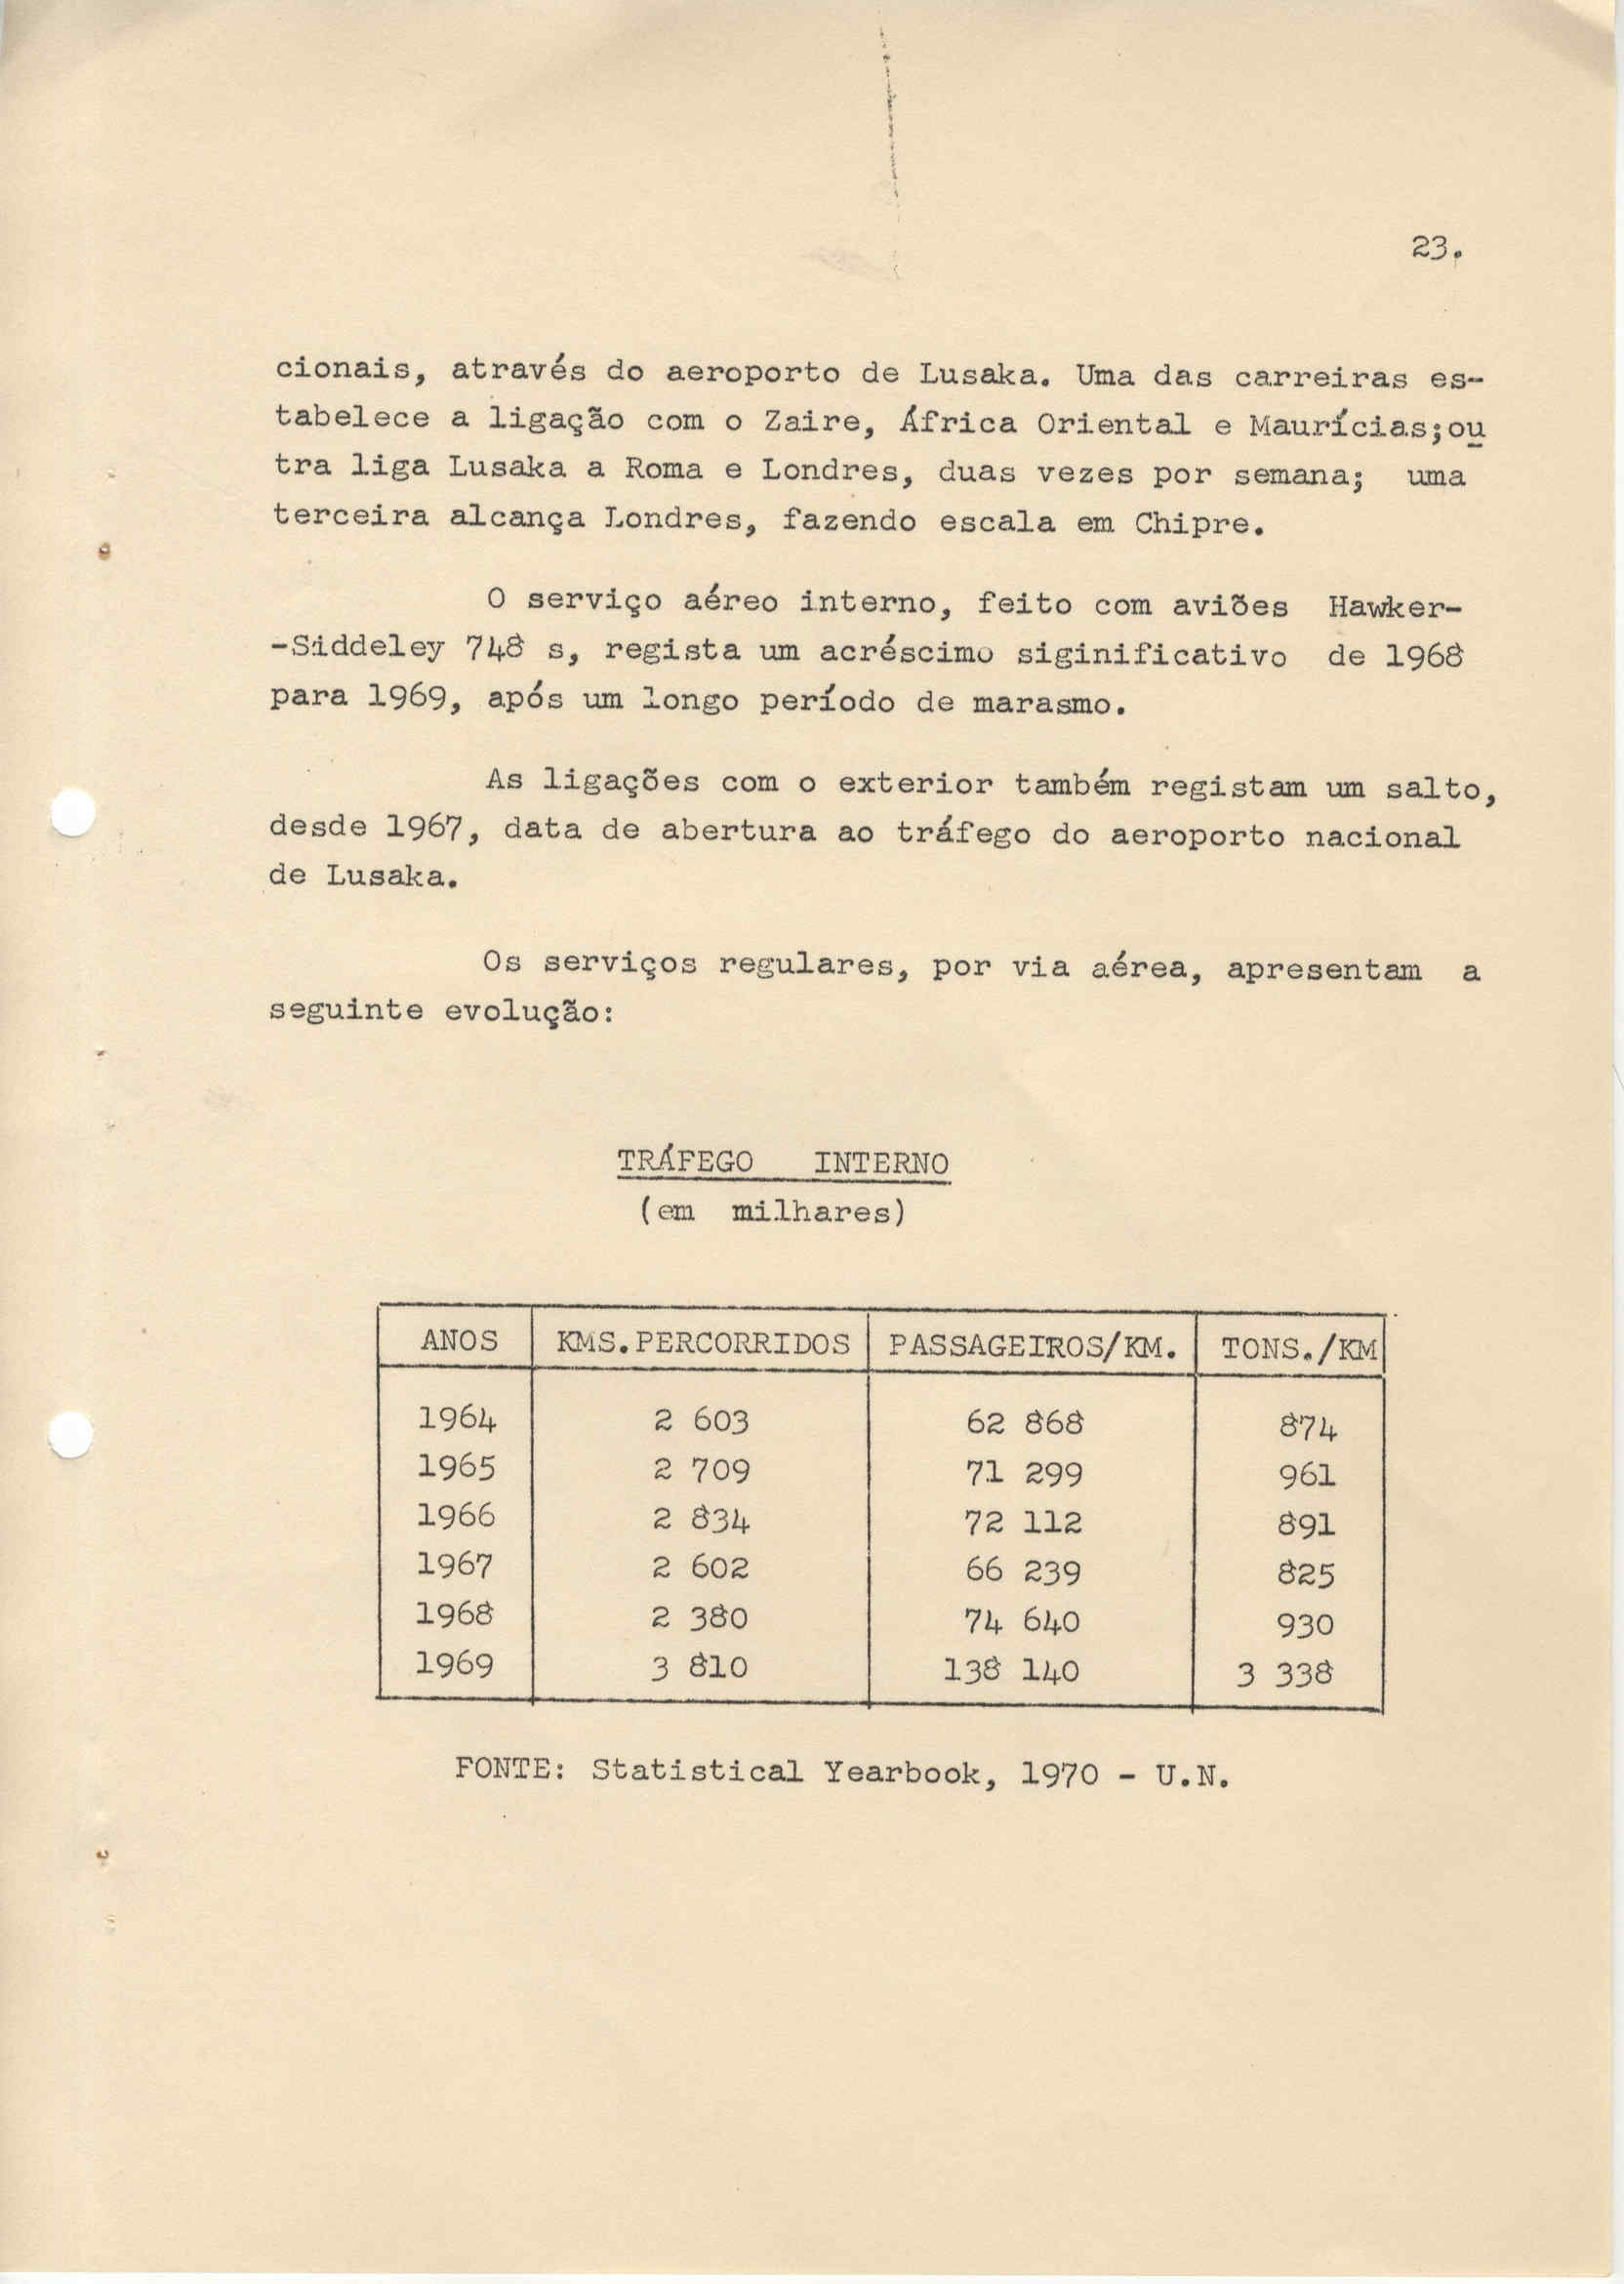 23.
cionais, através do aeroporto de Lusaka. Uma das carreiras es-
tabelece a ligação com o Zaire, África Oriental e Maurícias;ou
tra liga Lusaka a Roma e Londres, duas vezes por semana; uma
terceira alcança Londres, fazendo escala em Chipre.
O serviço aéreo interno, feito com aviões Hawker-
-Siddeley 748 s, regista um acréscimo siginificativo de 1968
para 1969, após um longo período de marasmo.
As ligações com o exterior também registam um salto,
desde 1967, data de abertura ao tráfego do aeroporto nacional
de Lusaka.
Os serviços regulares, por via aérea, apresentam a
seguinte evolução:
TRÁFEGO INTERNO
(em milhares)
ANOS KMS.PERCORRIDOS PASSAGEIROS/KM. TONS./KM
1964 2 603 62 868 874
1965 2 709 71 299 961
1966 2 834 72 112 891
1967 2 602 66 239 825
1968 2 380 74 640 930
1969 3 810 138 140 3 338
FONTE: Statistical Yearbook, 1970 - U.N.